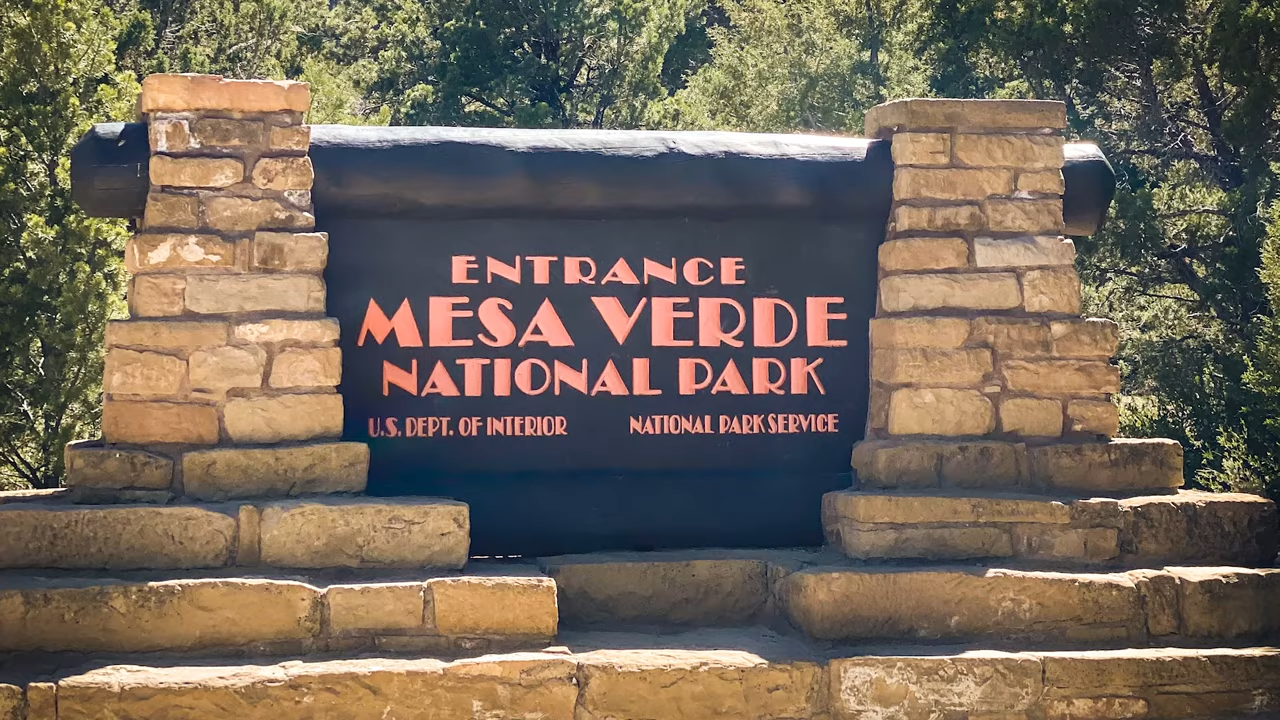 ENTRANCE
MESA VERDE
NATIONAL PARK
U.S. DEPT. OF INTERIOR NATIONAL PARK SERVICE